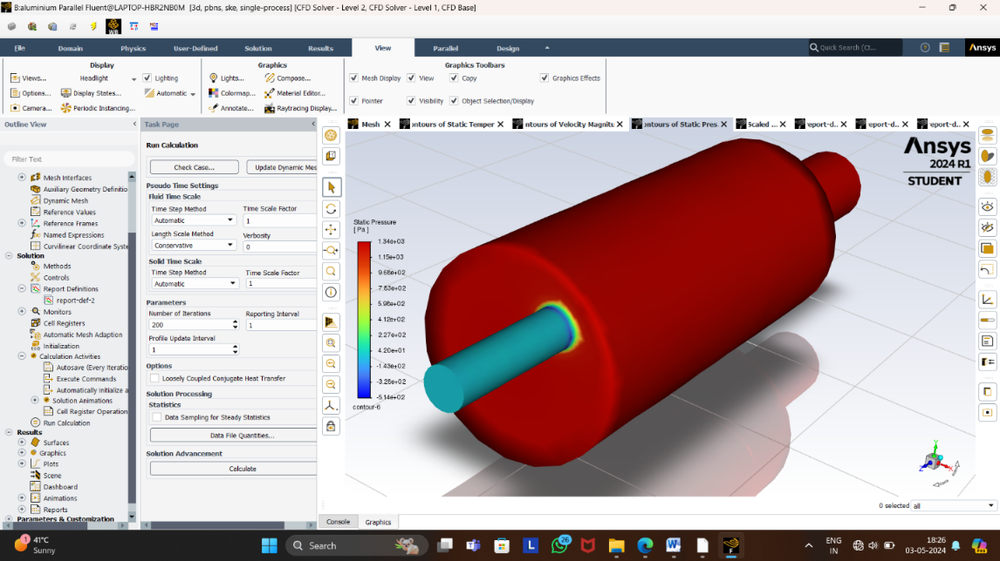 B:aluminium Parallel Fluent@LAPTOP-HBR2NB0M [3d, pbns, ske, single-process] [CFD Solver - Level 2, CFD Solver - Level 1, CFD Base]
File Domain Physics User-Defined Solution Results View Parallel Design Quick Search (Ct... Ansys
Display
Views... Headlight Lighting
Options... Display States... Automatic
Camera... Periodic Instancing...
Graphics
Lights... Compose...
Colormap... Material Editor...
Annotate... Raytracing Display...
Graphics Toolbars
Mesh Display View Copy Graphics Effects
Pointer Visibility Object Selection/Display
Outline View
Filter Text
Mesh Interfaces
Auxiliary Geometry Definitio
Dynamic Mesh
Reference Values
Reference Frames
Named Expressions
Curvilinear Coordinate Syste
Solution
Methods
Controls
Report Definitions
report-def-2
Monitors
Cell Registers
Automatic Mesh Adaption
Initialization
Calculation Activities
Autosave (Every Iteratio
Execute Commands
Automatically Initialize a
Solution Animations
Cell Register Operation
Run Calculation
Results
Surfaces
Graphics
Plots
Scene
Dashboard
Animations
Reports
Parameters & Customization
Task Page
Run Calculation
Check Case... Update Dynamic Mes
Pseudo Time Settings
Fluid Time Scale
Time Step Method Time Scale Factor
Automatic 1
Length Scale Method Verbosity
Conservative 0
Solid Time Scale
Time Step Method Time Scale Factor
Automatic 1
Parameters
Number of Iterations Reporting Interval
200 1
Profile Update Interval
1
Options
Loosely Coupled Conjugate Heat Transfer
Solution Processing
Statistics
Data Sampling for Steady Statistics
Data File Quantities...
Solution Advancement
Calculate
Mesh ontours of Static Temper ontours of Velocity Magnitu ontours of Static Pres. Scaled ... eport-d.. eport-d.. eport-d..
Ansys
2024 R1
STUDENT
Static Pressure
[ Pa ]
1.34e+03
1.15e+03
9.68e+02
7.83e+02
5.98e+02
4.12e+02
2.27e+02
4.20e+01
-1.43e+02
-3.28e+02
-5.14e+02
contour-6
Y
Z X
0 selected all
Console Graphics
41°C
Sunny
Search
26
ENG
IN
18:26
03-05-2024